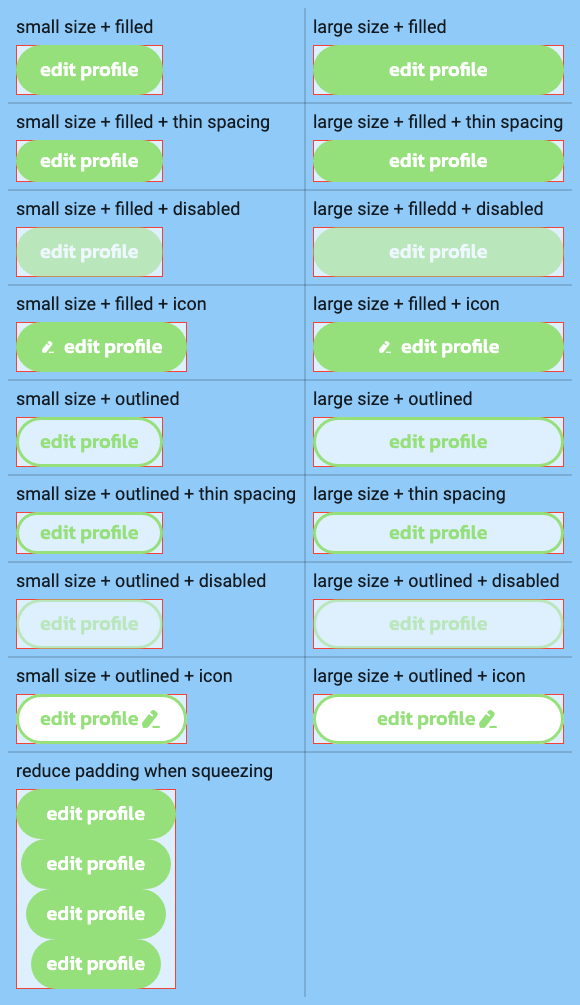 small size + filled
edit profile
large size + filled
edit profile
small size + filled + thin spacing
edit profile
large size + filled + thin spacing
edit profile
small size + filled + disabled
edit profile
large size + filledd + disabled
edit profile
small size + filled + icon
edit profile
large size + filled + icon
edit profile
small size + outlined
edit profile
large size + outlined
edit profile
small size + outlined + thin spacing
edit profile
large size + thin spacing
edit profile
small size + outlined + disabled
edit profile
large size + outlined + disabled
edit profile
small size + outlined + icon
edit profile
large size + outlined + icon
edit profile
reduce padding when squeezing
edit profile
edit profile
edit profile
edit profile